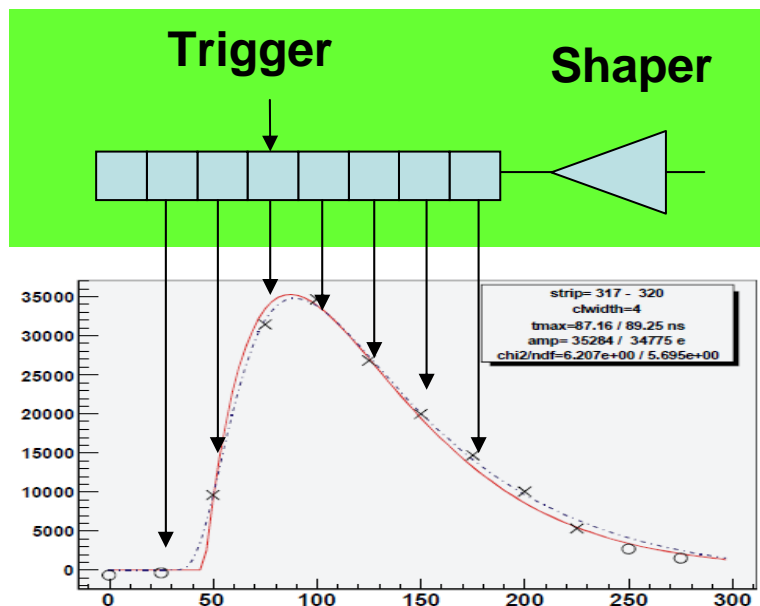 Trigger
Shaper
35000
30000
25000
20000
15000
10000
5000
0
strip= 317 - 320
clwidth=4
tmax=87.16 / 89.25 ns
amp= 35284 / 34775 e
chi2/ndf=6.207e+00 / 5.695e+00
0 50 100 150 200 250 300